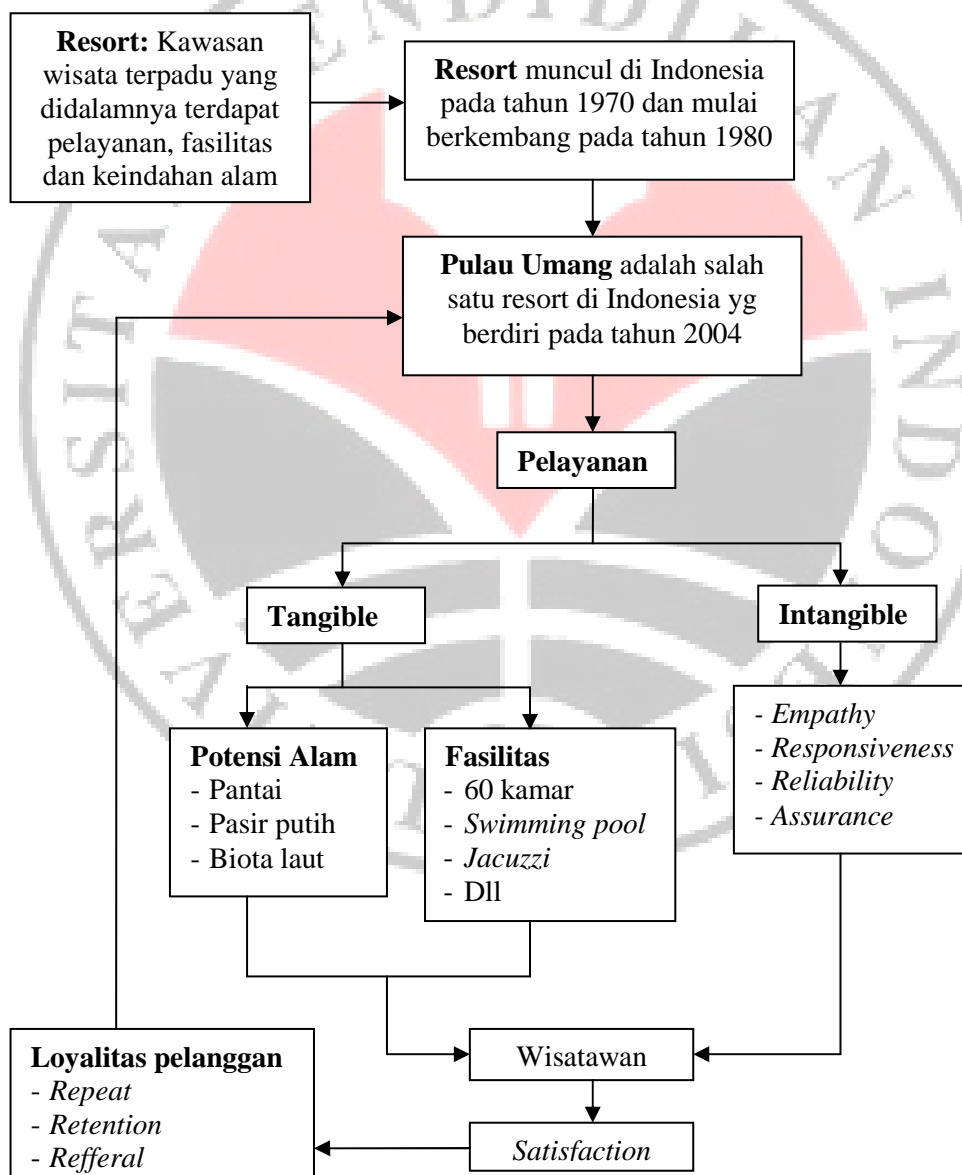 Resort: Kawasan
wisata terpadu yang
didalamnya terdapat
pelayanan, fasilitas
dan keindahan alam
Resort muncul di Indonesia
pada tahun 1970 dan mulai
berkembang pada tahun 1980
Pulau Umang adalah salah
satu resort di Indonesia yg
berdiri pada tahun 2004
Pelayanan
Tangible
Intangible
Potensi Alam
- Pantai
- Pasir putih
- Biota laut
Fasilitas
- 60 kamar
- Swimming pool
- Jacuzzi
- Dll
- Empathy
- Responsiveness
- Reliability
- Assurance
Wisatawan
Satisfaction
Loyalitas pelanggan
- Repeat
- Retention
- Refferal